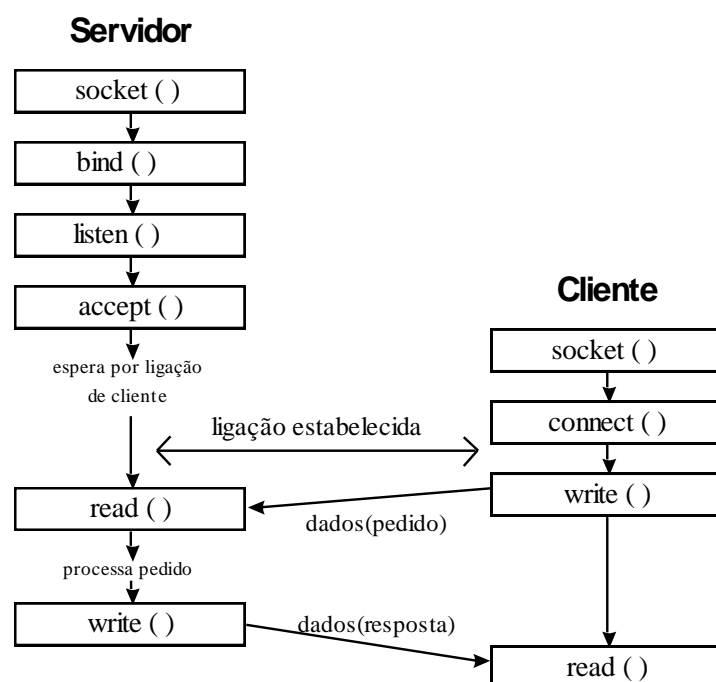 Servidor
socket ( )
bind ( )
listen ( )
accept ( )
espera por ligação
de cliente
Cliente
socket ( )
connect ( )
ligação estabelecida
write ( )
read ( )
dados(pedido)
processa pedido
write ( )
dados(resposta)
read ( )